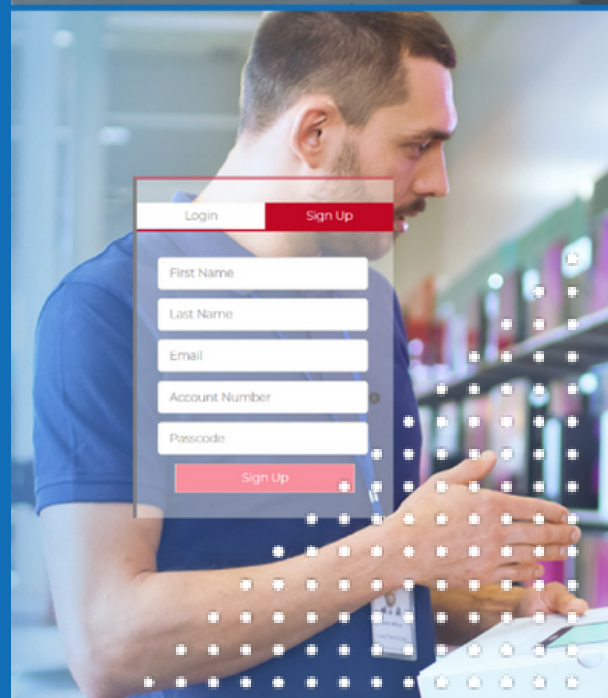 Login
Sign Up
First Name
Last Name
Email
Account Number
Passcode
Sign Up